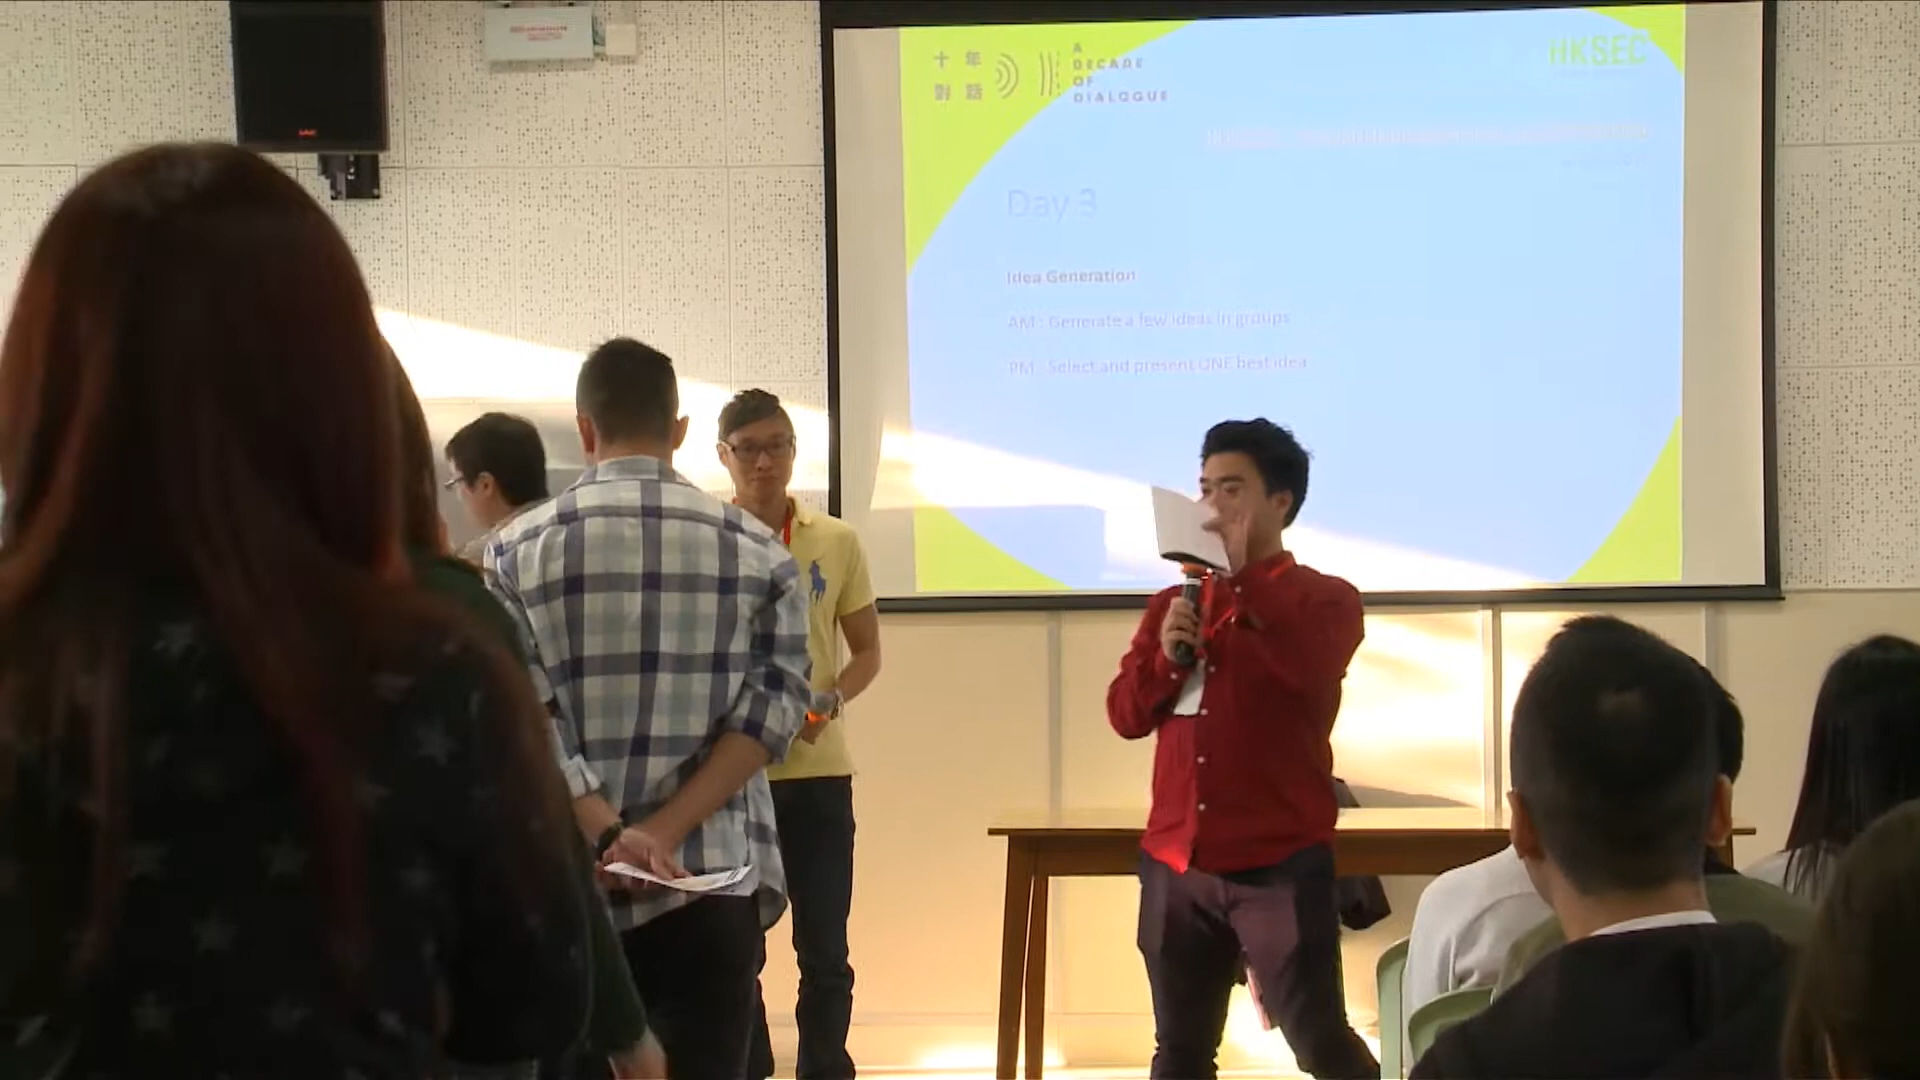 十年
對話
A
DECADE
OF
DIALOGUE
HKSEC
Day 3
Idea Generation
AM : Generate a few ideas in groups
PM : Select and present ONE best idea